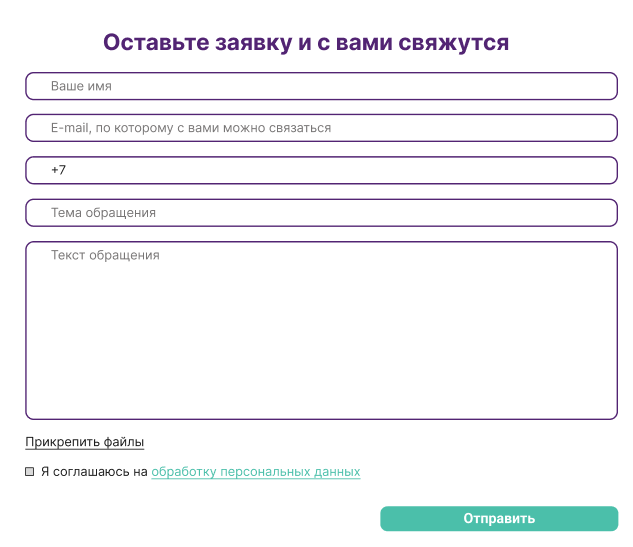 Оставьте заявку и с вами свяжутся
Ваше имя
E-mail, по которому с вами можно связаться
+7
Тема обращения
Текст обращения
Прикрепить файлы
Я соглашаюсь на обработку персональных данных
Отправить